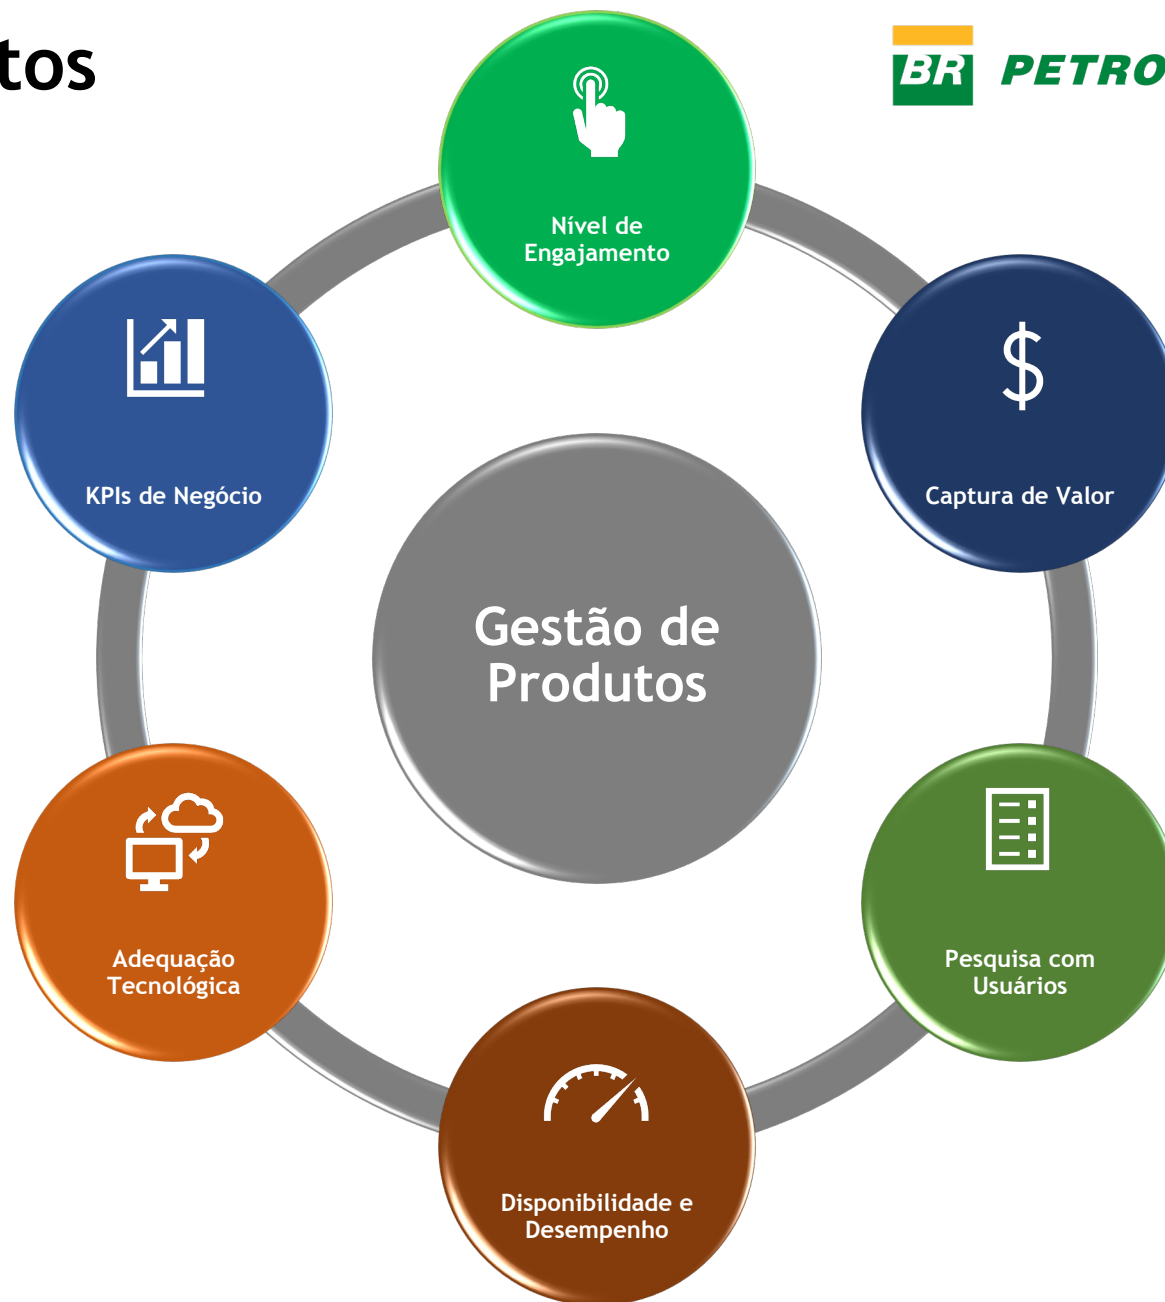 tos
BR PETRO
Nível de
Engajamento
KPIs de Negócio
$
Captura de Valor
Gestão de
Produtos
Adequação
Tecnológica
Pesquisa com
Usuários
Disponibilidade e
Desempenho